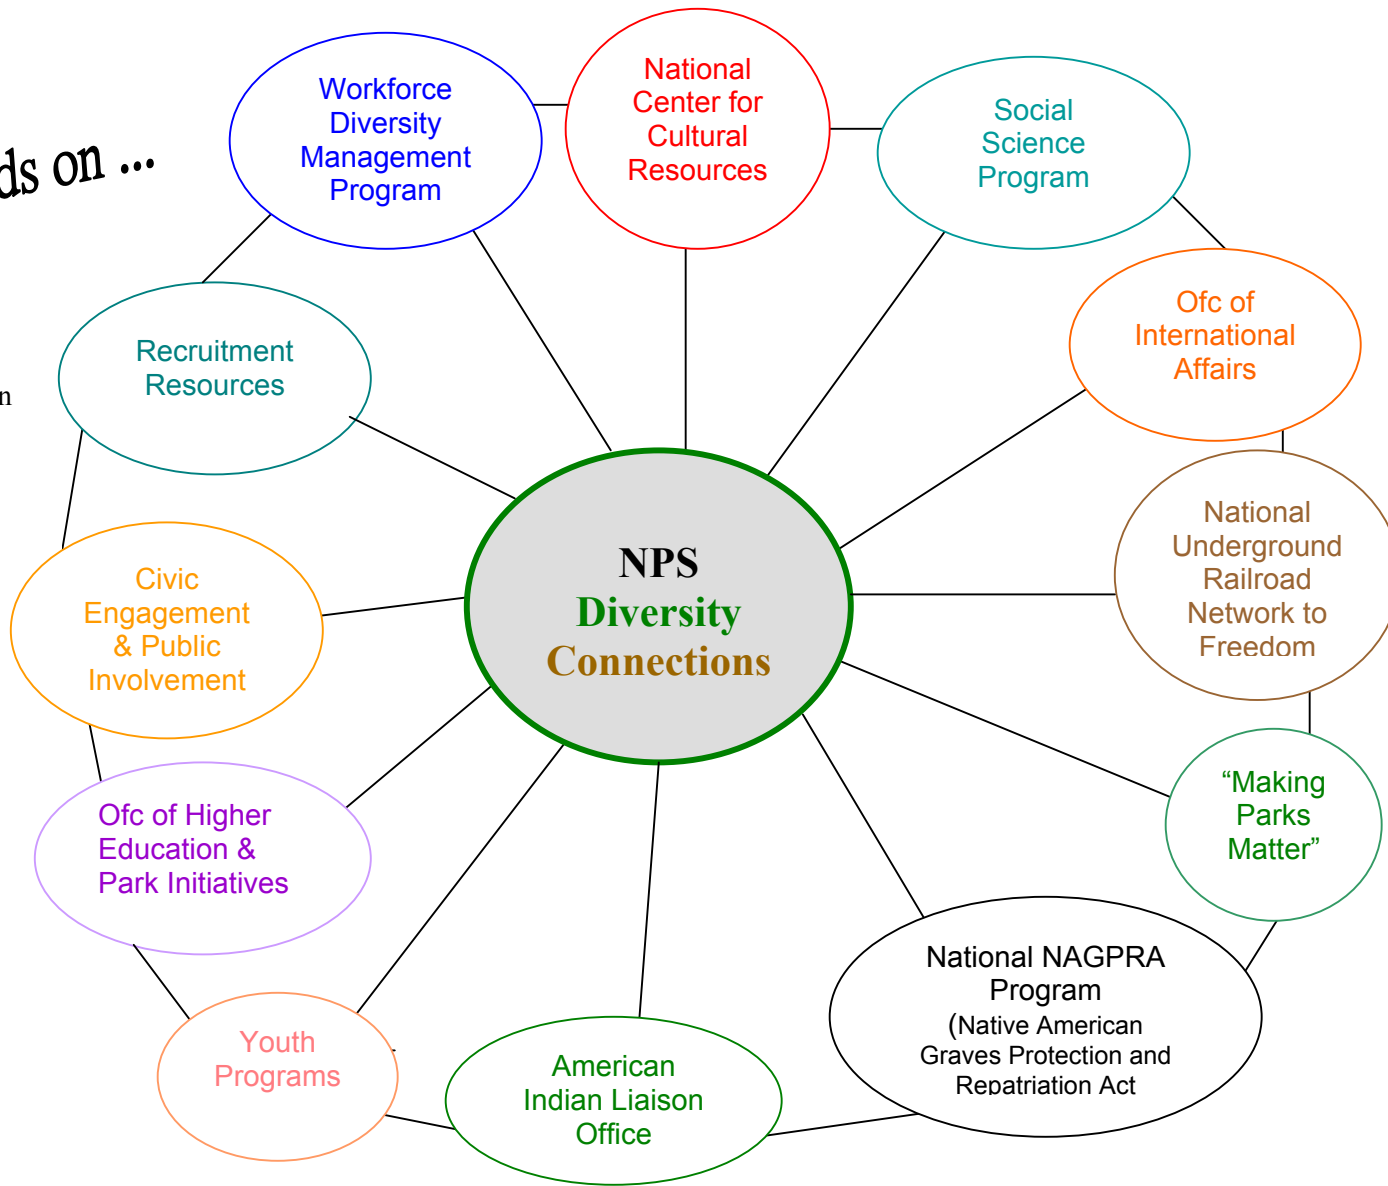 Workforce
Diversity
Management
Program
National
Center for
Cultural
Resources
Social
Science
Program
on ...
Recruitment
Resources
Ofc of
International
Affairs
National
Underground
Railroad
Network to
Freedom
NPS
Diversity
Connections
Civic
Engagement
& Public
Involvement
“Making
Parks
Matter”
Ofc of Higher
Education &
Park Initiatives
National NAGPRA
Program
(Native American
Graves Protection and
Repatriation Act
Youth
Programs
American
Indian Liaison
Office